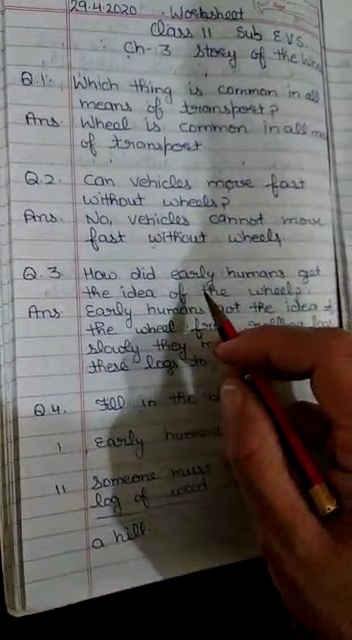 29.4.2020 Worksheet
Class II Sub E.V.S
Ch-3 Story of the
Q.1. Which thing is common in all
means of transport?
Ans. Wheel is common in all
of transport
Q.2. Can vehicles move fast
without wheels?
Ans. No, vehicles cannot move
fast without wheels
Q.3 How did early humans got
the idea of the wheel?
Ans Early humans got the idea
the wheel
slowly they
these logs to
Q4. Fill in the
I Early
II Someone must
log of wood
a hill.